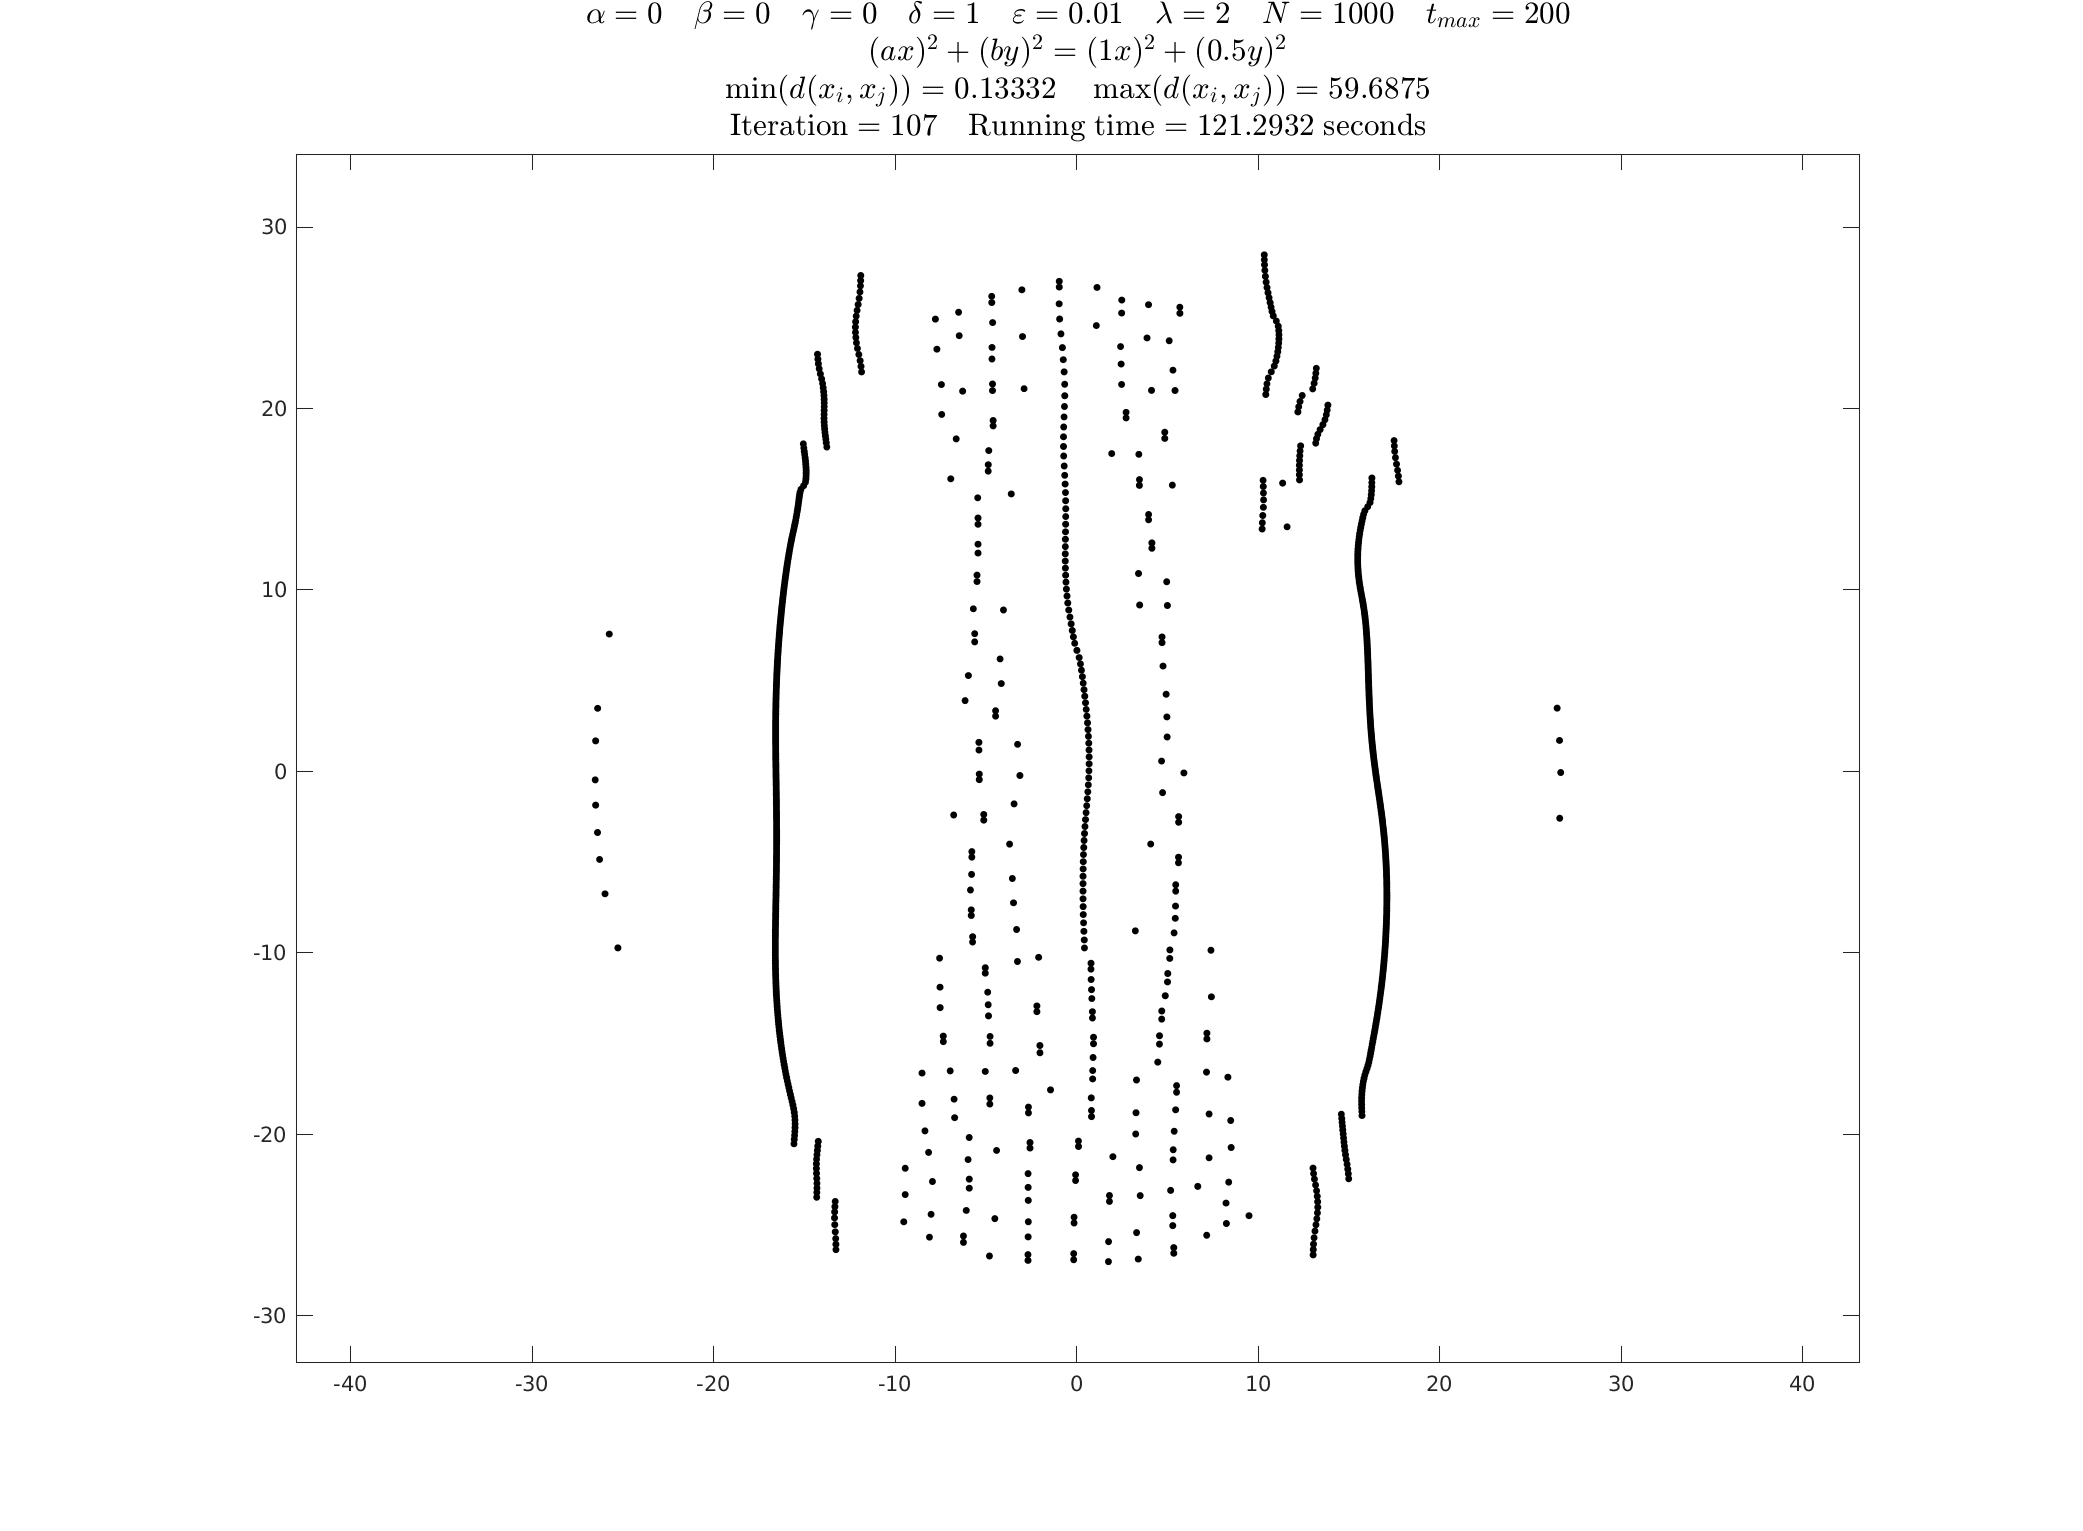 α = 0 β = 0 γ = 0 δ = 1 ε = 0.01 λ = 2 N = 1000 t_{max} = 200
(ax)² + (by)² = (1x)² + (0.5y)²
min(d(x_i, x_j)) = 0.13332 max(d(x_i, x_j)) = 59.6875
Iteration = 107 Running time = 121.2932 seconds
30
20
10
0
-10
-20
-30
-40 -30 -20 -10 0 10 20 30 40